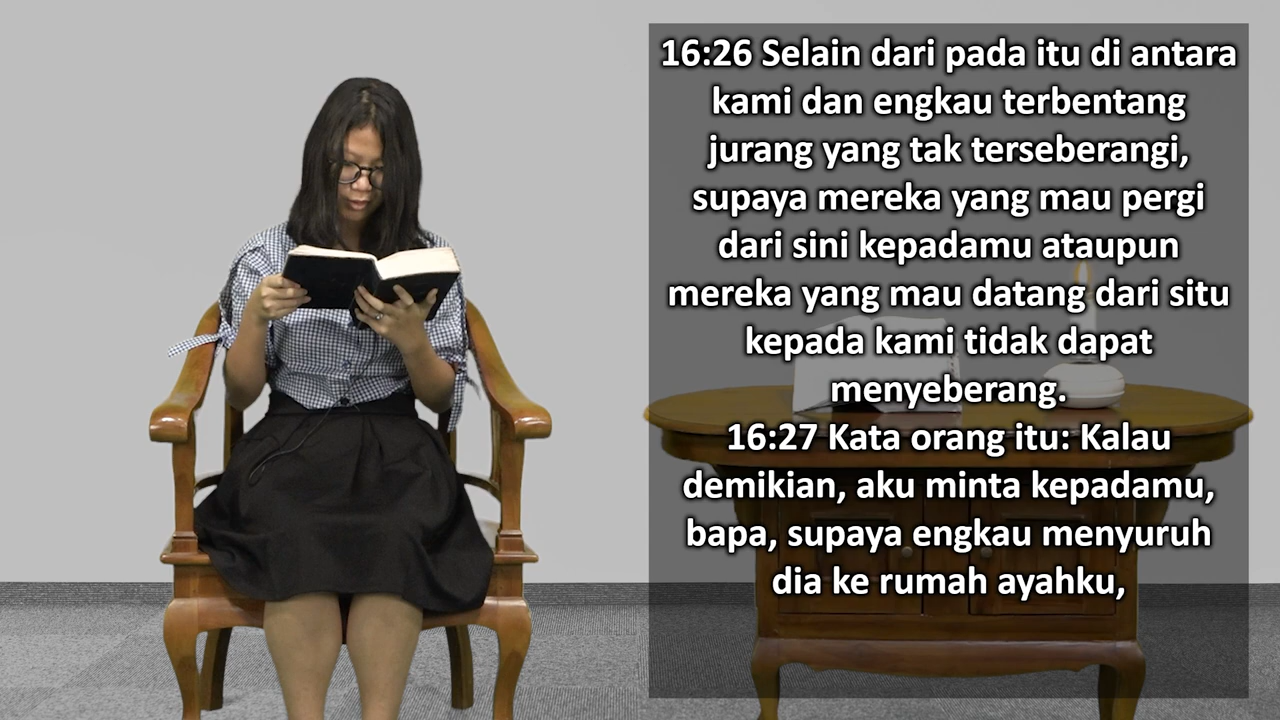 16:26 Selain dari pada itu di antara
kami dan engkau terbentang
jurang yang tak terseberangi,
supaya mereka yang mau pergi
dari sini kepadamu ataupun
mereka yang mau datang dari situ
kepada kami tidak dapat
menyeberang.
16:27 Kata orang itu: Kalau
demikian, aku minta kepadamu,
bapa, supaya engkau menyuruh
dia ke rumah ayahku,